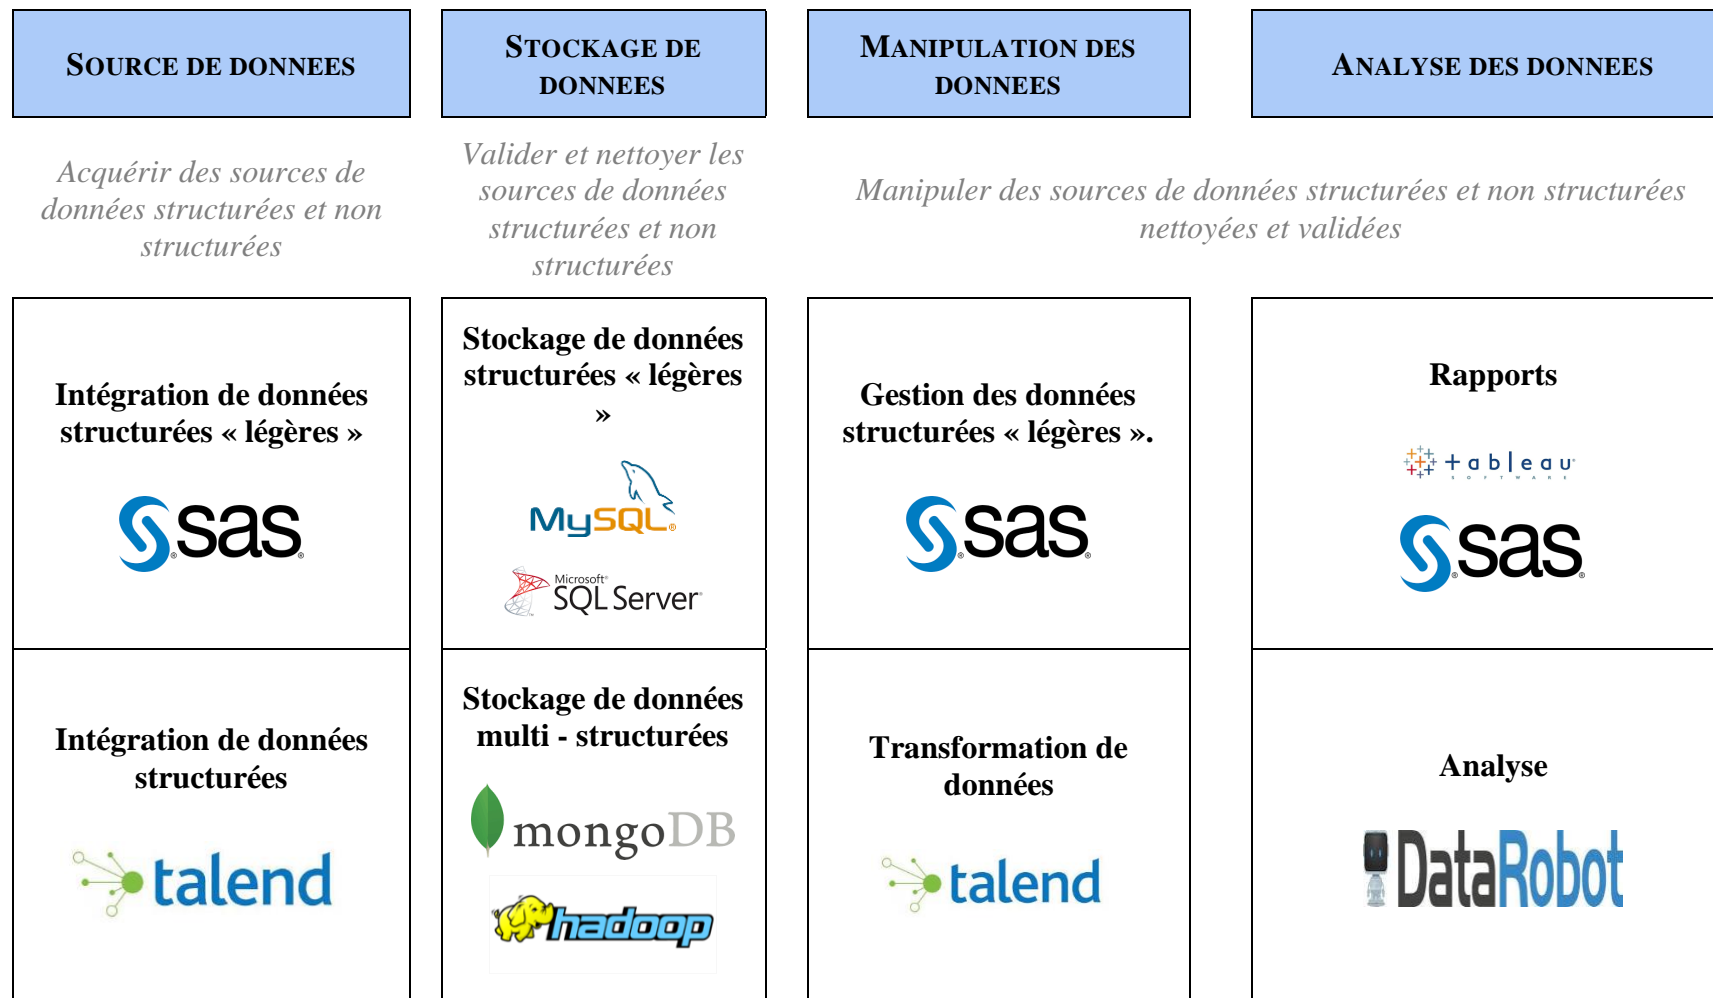 SOURCE DE DONNEES
STOCKAGE DE
DONNEES
MANIPULATION DES
DONNEES
ANALYSE DES DONNEES
Acquérir des sources de
données structurées et non
structurées
Valider et nettoyer les
sources de données
structurées et non
structurées
Manipuler des sources de données structurées et non structurées
nettoyées et validées
Intégration de données
structurées « légères »
sas
Stockage de données
structurées « légères
»
MySQL
Microsoft
SQL Server
Gestion des données
structurées « légères ».
sas
Rapports
tableau
SOFTWARE
sas
Intégration de données
structurées
talend
Stockage de données
multi - structurées
mongoDB
hadoop
Transformation de
données
talend
Analyse
DataRobot